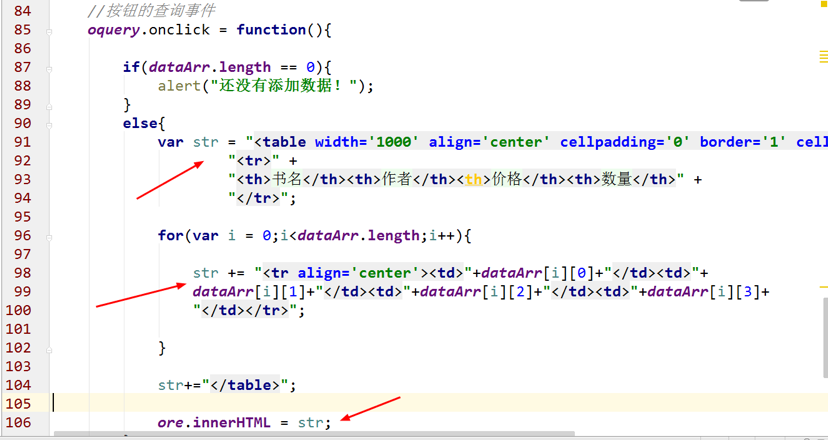 84 //按钮的查询事件
85 oquery.onclick = function(){
86
87 if(dataArr.length == 0){
88 alert("还没有添加数据！");
89 }
90 else{
91 var str = "<table width='1000' align='center' cellpadding='0' border='1' cell
92 "<tr>" +
93 "<th>书名</th><th>作者</th><th>价格</th><th>数量</th>" +
94 "</tr>";
95
96 for(var i = 0;i<dataArr.length;i++){
97
98 str += "<tr align='center'><td>"+dataArr[i][0]+"</td><td>"+
99 dataArr[i][1]+"</td><td>"+dataArr[i][2]+"</td><td>"+dataArr[i][3]+
100 "</td></tr>";
101
102 }
103
104 str+="</table>";
105
106 ore.innerHTML = str;